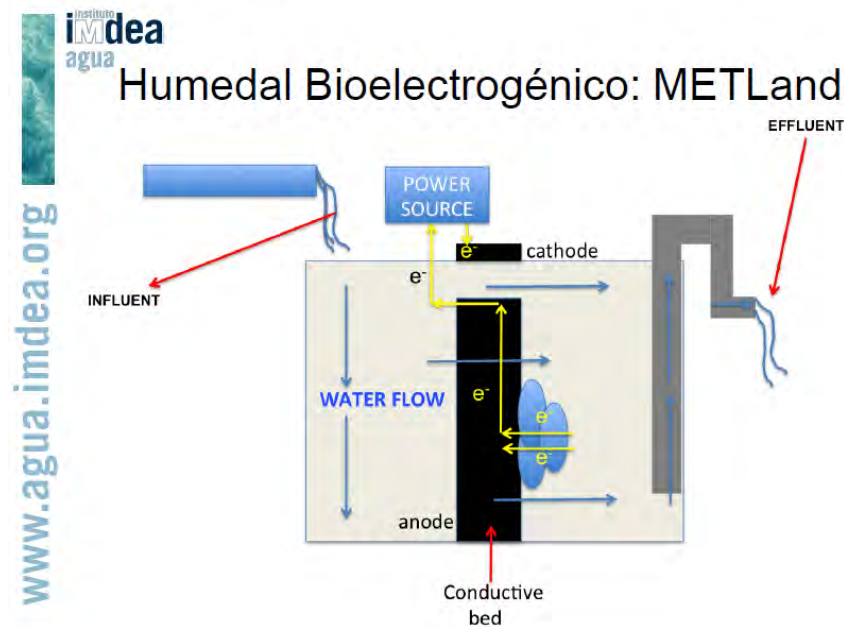 instituto
imdea
agua
Humedal Bioelectrogénico: METLand
EFFLUENT
POWER
SOURCE
e-
cathode
e-
INFLUENT
WATER FLOW
e-
e-
e-
anode
Conductive
bed
www.agua.imdea.org